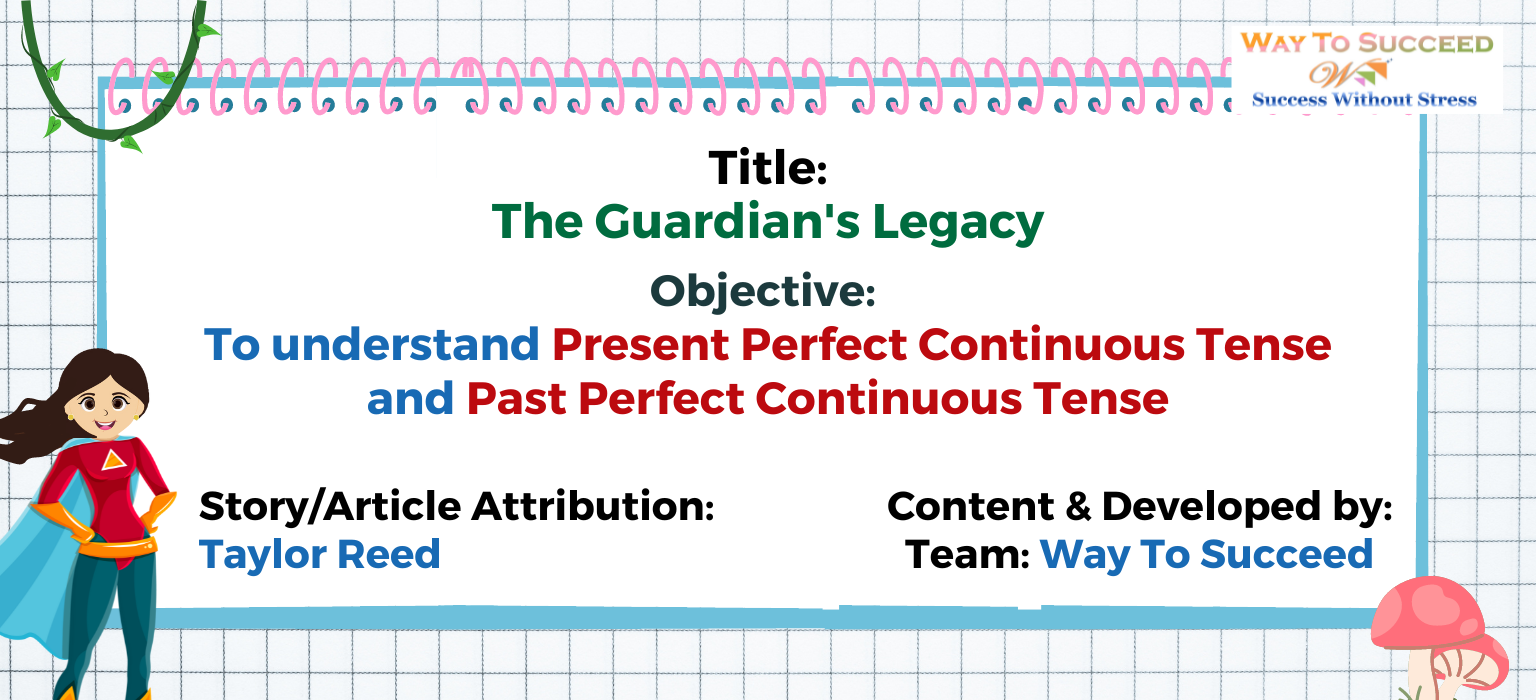 WAY TO SUCCEED
W
Success Without Stress
Title:
The Guardian's Legacy
Objective:
To understand Present Perfect Continuous Tense
and Past Perfect Continuous Tense
Story/Article Attribution:
Taylor Reed
Content & Developed by:
Team: Way To Succeed